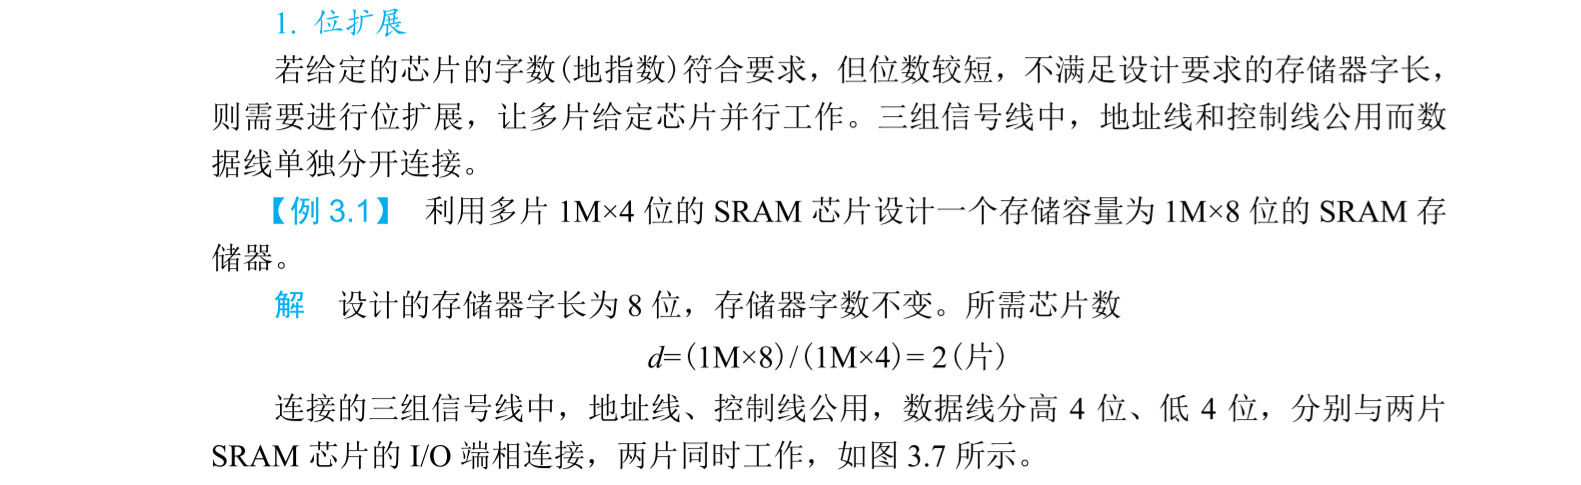 1. 位扩展
若给定的芯片的字数(地指数)符合要求，但位数较短，不满足设计要求的存储器字长，
则需要进行位扩展，让多片给定芯片并行工作。三组信号线中，地址线和控制线公用而数
据线单独分开连接。
【例 3.1】 利用多片 1M×4 位的 SRAM 芯片设计一个存储容量为 1M×8 位的 SRAM 存
储器。
解 设计的存储器字长为 8 位，存储器字数不变。所需芯片数
d=(1M×8)/(1M×4)= 2(片)
连接的三组信号线中，地址线、控制线公用，数据线分高 4 位、低 4 位，分别与两片
SRAM 芯片的 I/O 端相连接，两片同时工作，如图 3.7 所示。